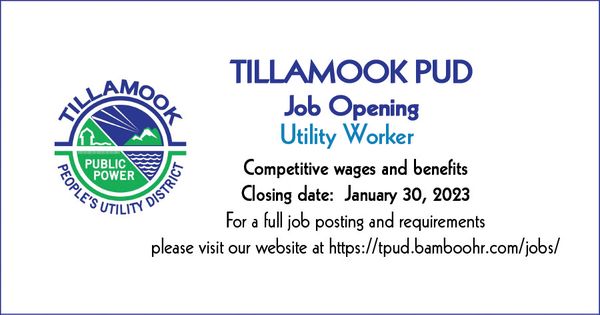 TILLAMOOK
PUBLIC
POWER
PEOPLE'S UTILITY DISTRICT
TILLAMOOK PUD
Job Opening
Utility Worker
Competitive wages and benefits
Closing date:  January 30, 2023
For a full job posting and requirements
please visit our website at https://tpud.bamboohr.com/jobs/